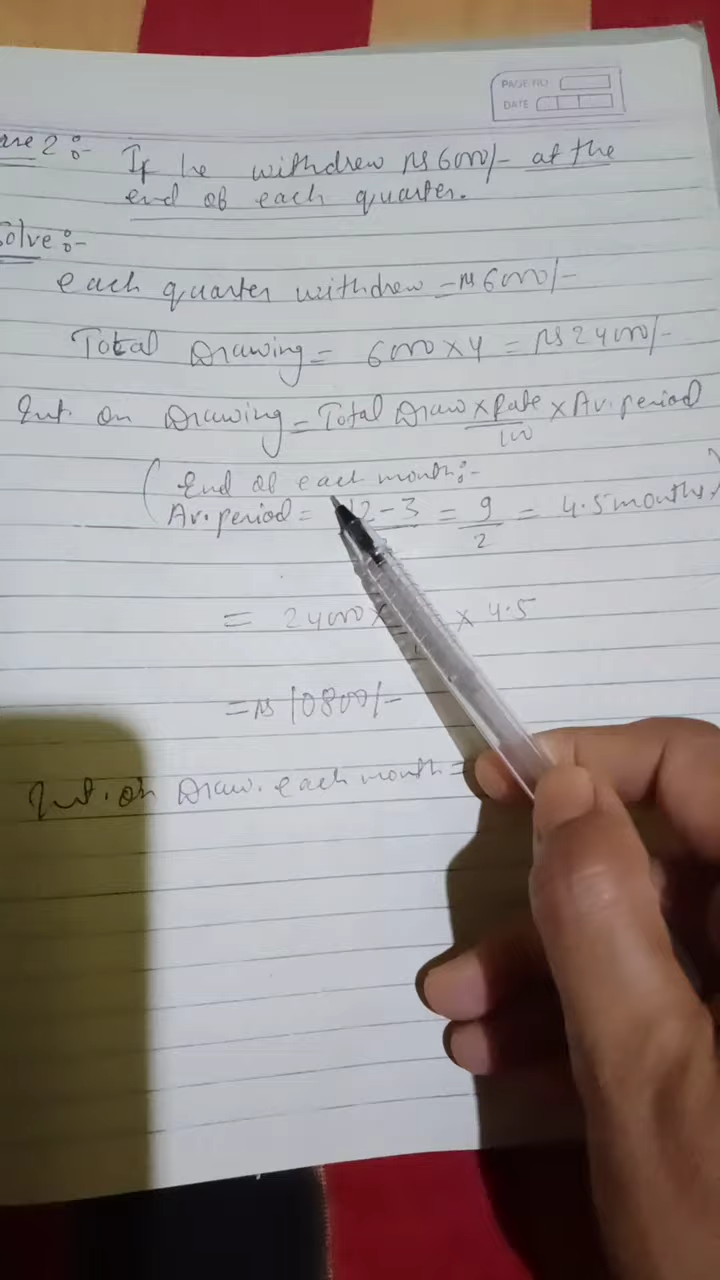 PAGE NO
DATE
2:- If he withdrew Rs 6000/- at the
end of each quarter.
Solve:-
each quarter withdrew = Rs 6000/-
Total Drawing = 6000 × 4 = Rs 24000/-
Int. on Drawing = Total Draw × Rate/100 × Av. period
(End of each month:-
Av. period = 12 - 3 = 9/2 = 4.5 months)
= 24000 × × 4.5
= Rs 10800/-
Int. on Draw. each month =